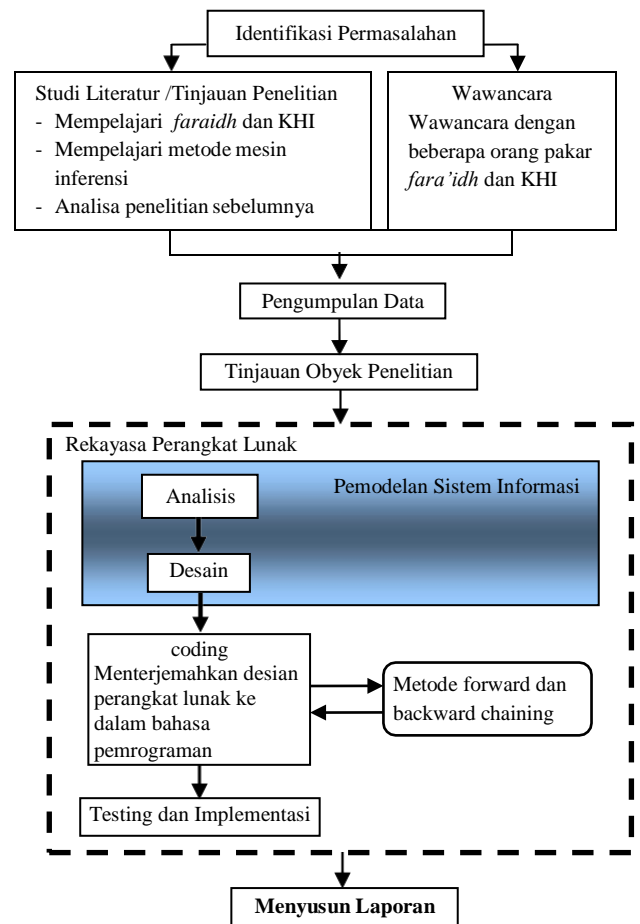 Identifikasi Permasalahan
Studi Literatur /Tinjauan Penelitian
- Mempelajari faraidh dan KHI
- Mempelajari metode mesin
inferensi
- Analisa penelitian sebelumnya
Wawancara
Wawancara dengan
beberapa orang pakar
fara’idh dan KHI
Pengumpulan Data
Tinjauan Obyek Penelitian
Rekayasa Perangkat Lunak
Pemodelan Sistem Informasi
Analisis
Desain
coding
Menterjemahkan desian
perangkat lunak ke
dalam bahasa
pemrograman
Metode forward dan
backward chaining
Testing dan Implementasi
Menyusun Laporan